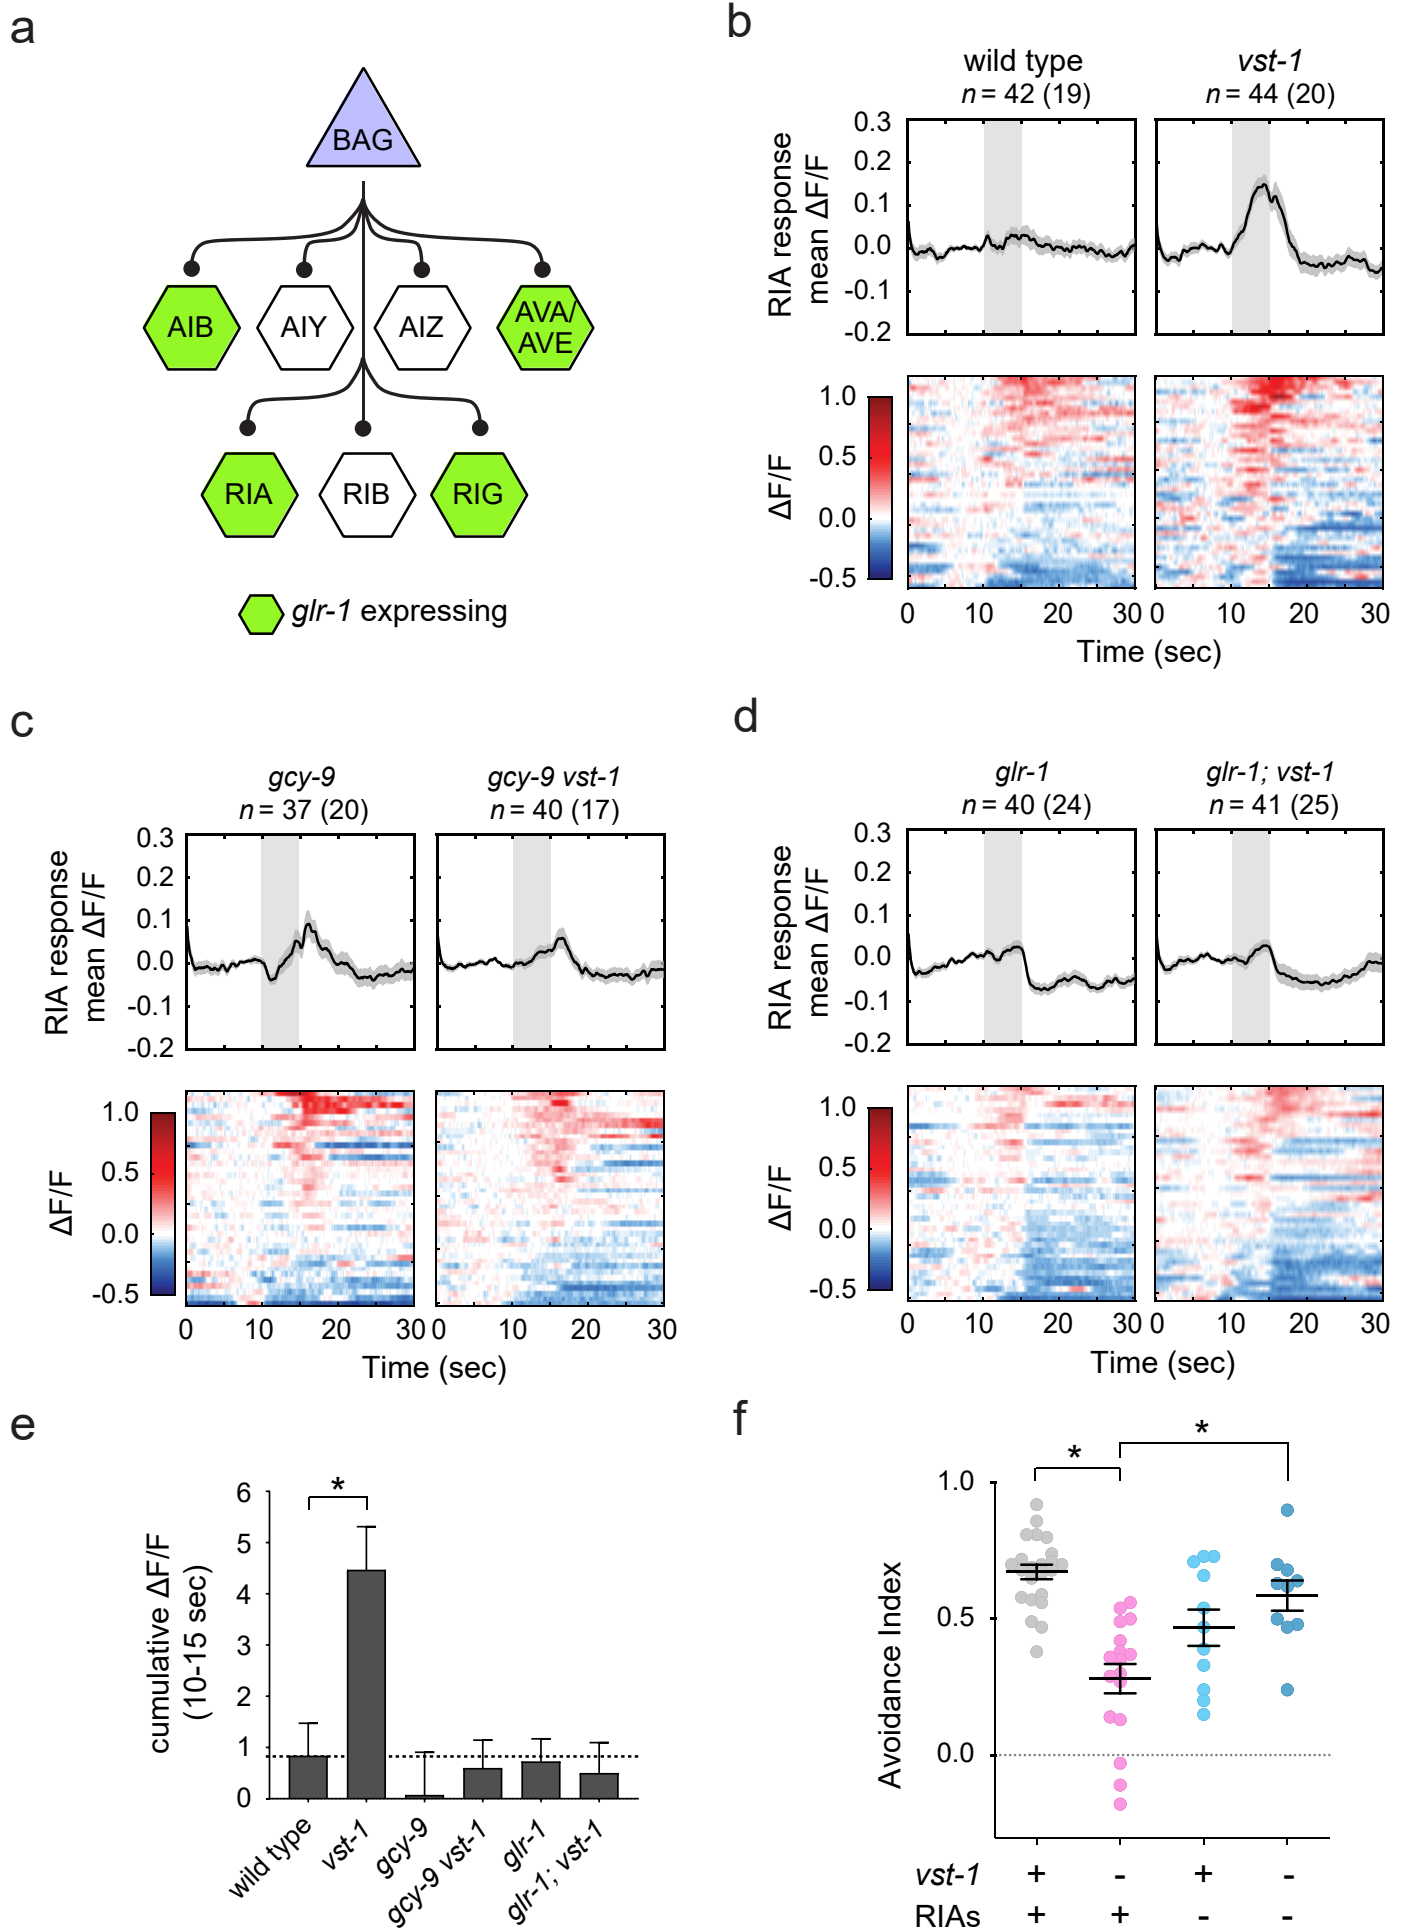 a
BAG
AIB
AIY
AIZ
AVA/
AVE
RIA
RIB
RIG
glr-1 expressing
b
wild type
n = 42 (19)
vst-1
n = 44 (20)
RIA response
mean ΔF/F
0.3
0.2
0.1
0.0
-0.1
-0.2
ΔF/F
1.0
0.5
0.0
-0.5
0 10 20 30 0 10 20 30
Time (sec)
c
gcy-9
n = 37 (20)
gcy-9 vst-1
n = 40 (17)
RIA response
mean ΔF/F
0.3
0.2
0.1
0.0
-0.1
-0.2
ΔF/F
1.0
0.5
0.0
-0.5
0 10 20 30 0 10 20 30
Time (sec)
d
glr-1
n = 40 (24)
glr-1; vst-1
n = 41 (25)
RIA response
mean ΔF/F
0.3
0.2
0.1
0.0
-0.1
-0.2
ΔF/F
1.0
0.5
0.0
-0.5
0 10 20 30 0 10 20 30
Time (sec)
e
cumulative ΔF/F
(10-15 sec)
6
5
4
3
2
1
0
*
wild type
vst-1
gcy-9
gcy-9 vst-1
glr-1
glr-1; vst-1
f
*
*
Avoidance Index
1.0
0.5
0.0
vst-1 + - + -
RIAs + + - -